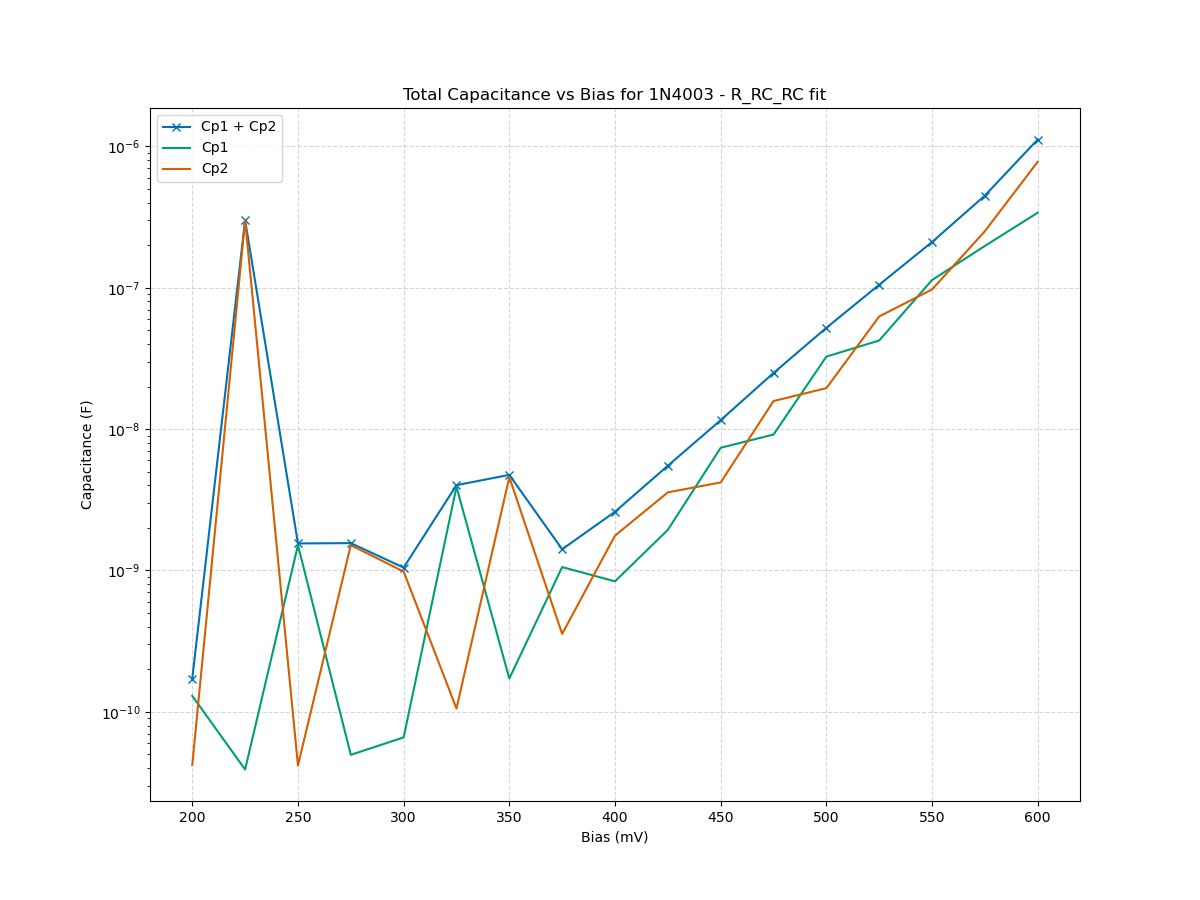 Total Capacitance vs Bias for 1N4003 - R_RC_RC fit
Cp1 + Cp2
Cp1
Cp2
10⁻⁶
10⁻⁷
10⁻⁸
10⁻⁹
10⁻¹⁰
Capacitance (F)
200 250 300 350 400 450 500 550 600
Bias (mV)